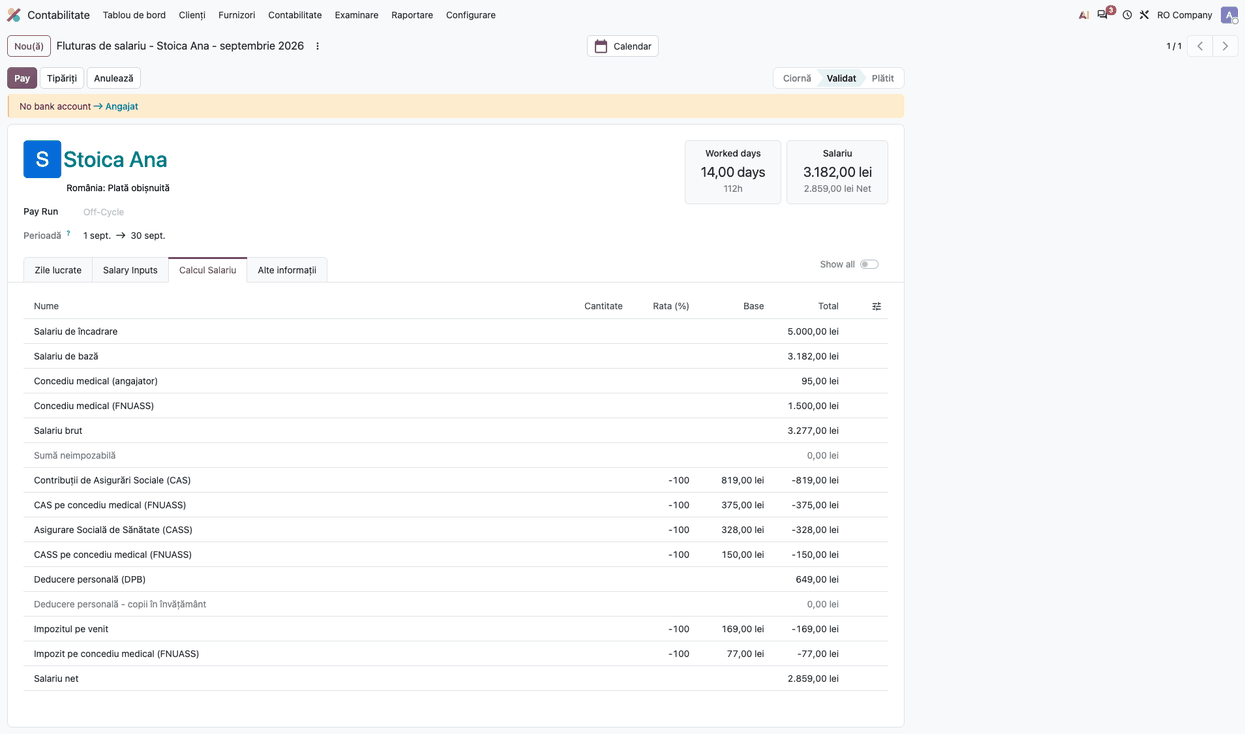 Contabilitate Tablou de bord Clienți Furnizori Contabilitate Examinare Raportare Configurare AI 3 RO Company A
Nou(ă) Fluturas de salariu - Stoica Ana - septembrie 2026 Calendar 1 / 1
Pay Tipăriți Anulează Ciornă Validat Plătit
No bank account → Angajat
S Stoica Ana
România: Plată obișnuită
Worked days
14,00 days
112h
Salariu
3.182,00 lei
2.859,00 lei Net
Pay Run Off-Cycle
Perioadă ? 1 sept. → 30 sept.
Zile lucrate Salary Inputs Calcul Salariu Alte informații Show all
Nume Cantitate Rata (%) Base Total
Salariu de încadrare 5.000,00 lei
Salariu de bază 3.182,00 lei
Concediu medical (angajator) 95,00 lei
Concediu medical (FNUASS) 1.500,00 lei
Salariu brut 3.277,00 lei
Sumă neimpozabilă 0,00 lei
Contribuții de Asigurări Sociale (CAS) -100 819,00 lei -819,00 lei
CAS pe concediu medical (FNUASS) -100 375,00 lei -375,00 lei
Asigurare Socială de Sănătate (CASS) -100 328,00 lei -328,00 lei
CASS pe concediu medical (FNUASS) -100 150,00 lei -150,00 lei
Deducere personală (DPB) 649,00 lei
Deducere personală - copii în învățământ 0,00 lei
Impozitul pe venit -100 169,00 lei -169,00 lei
Impozit pe concediu medical (FNUASS) -100 77,00 lei -77,00 lei
Salariu net 2.859,00 lei